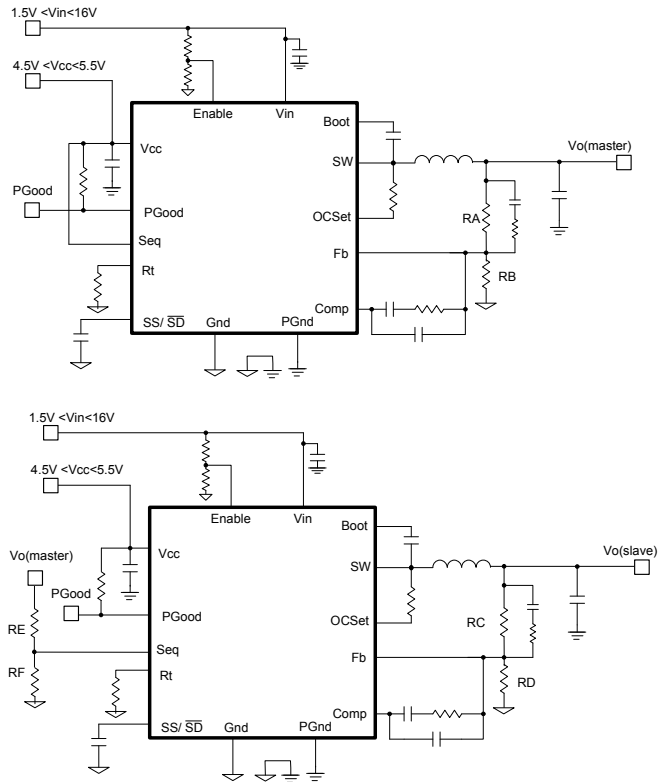 1.5V <Vin<16V
4.5V <Vcc<5.5V
Enable
Vin
Boot
Vcc
SW
Vo(master)
PGood
PGood
OCSet
RA
Seq
Fb
Rt
RB
Comp
SS/ SD
Gnd
PGnd
1.5V <Vin<16V
4.5V <Vcc<5.5V
Enable
Vin
Boot
Vo(master)
Vcc
SW
Vo(slave)
PGood
PGood
RE
OCSet
RC
Seq
Fb
RF
Rt
RD
Comp
SS/ SD
Gnd
PGnd